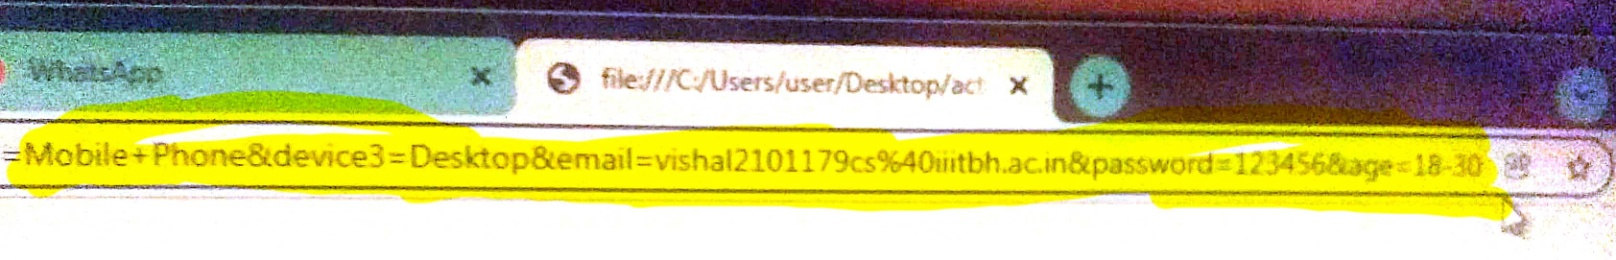 WhatsApp
file:///C:/Users/user/Desktop/act
=Mobile+Phone&device3=Desktop&email=vishal2101179cs%40iiitbh.ac.in&password=123456&age=18-30